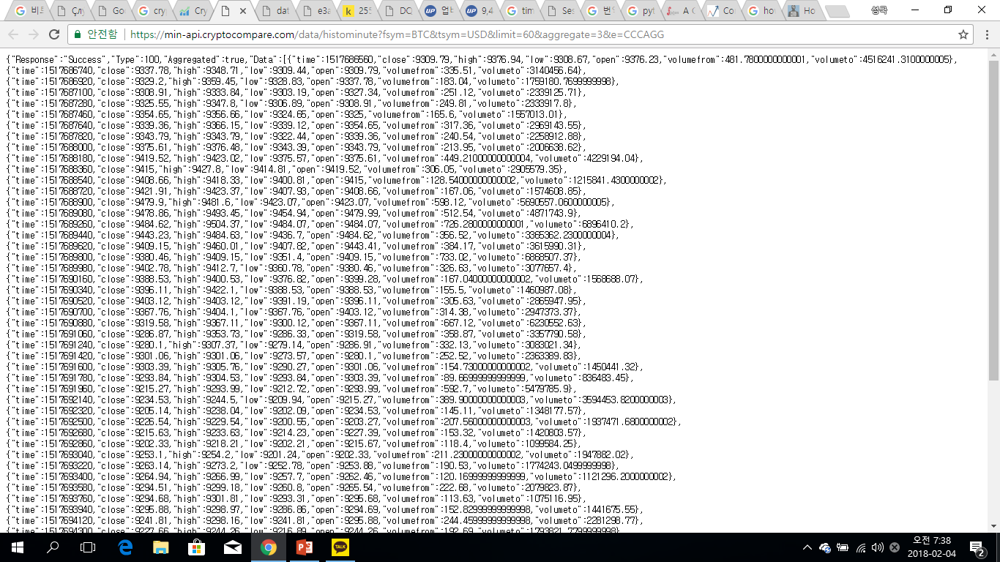 비트
Çлý
Goo
cryp
Cry
dat
e3a
255
DQ
업비
9,4
tim
Ses
번역
pyt
A C
Co
hov
Ho
성국
안전함
https://min-api.cryptocompare.com/data/histominute?fsym=BTC&tsym=USD&limit=60&aggregate=3&e=CCCAGG
{"Response":"Success","Type":100,"Aggregated":true,"Data":[{"time":1517686560,"close":9309.79,"high":9376.94,"low":9308.67,"open":9376.23,"volumefrom":481.7800000000001,"volumeto":4516241.3100000005},
{"time":1517686740,"close":9337.78,"high":9348.71,"low":9309.44,"open":9309.79,"volumefrom":335.51,"volumeto":3140456.64},
{"time":1517686920,"close":9329.2,"high":9359.45,"low":9328.83,"open":9337.78,"volumefrom":183.04,"volumeto":1759180.7699999998},
{"time":1517687100,"close":9308.91,"high":9333.84,"low":9303.19,"open":9327.34,"volumefrom":251.12,"volumeto":2339125.71},
{"time":1517687280,"close":9325.55,"high":9347.8,"low":9306.89,"open":9308.91,"volumefrom":249.81,"volumeto":2333917.8},
{"time":1517687460,"close":9354.65,"high":9356.66,"low":9324.65,"open":9325,"volumefrom":165.6,"volumeto":1557013.01},
{"time":1517687640,"close":9339.36,"high":9366.15,"low":9339.12,"open":9354.65,"volumefrom":317.36,"volumeto":2969143.55},
{"time":1517687820,"close":9343.79,"high":9343.79,"low":9322.44,"open":9339.36,"volumefrom":240.54,"volumeto":2258912.88},
{"time":1517688000,"close":9375.61,"high":9376.48,"low":9343.39,"open":9343.79,"volumefrom":213.95,"volumeto":2006638.62},
{"time":1517688180,"close":9419.52,"high":9423.02,"low":9375.57,"open":9375.61,"volumefrom":449.21000000000004,"volumeto":4229194.04},
{"time":1517688360,"close":9415,"high":9427.8,"low":9414.81,"open":9419.52,"volumefrom":306.05,"volumeto":2905579.35},
{"time":1517688540,"close":9408.66,"high":9418.33,"low":9400.81,"open":9415,"volumefrom":128.54000000000002,"volumeto":1215841.4300000002},
{"time":1517688720,"close":9421.91,"high":9423.37,"low":9407.93,"open":9408.66,"volumefrom":167.06,"volumeto":1574608.85},
{"time":1517688900,"close":9479.9,"high":9481.6,"low":9423.07,"open":9423.07,"volumefrom":598.12,"volumeto":5690557.0600000005},
{"time":1517689080,"close":9478.86,"high":9493.45,"low":9454.94,"open":9479.99,"volumefrom":512.54,"volumeto":4871743.9},
{"time":1517689260,"close":9484.62,"high":9504.37,"low":9484.07,"open":9484.07,"volumefrom":726.2800000000001,"volumeto":6896410.2},
{"time":1517689440,"close":9443.23,"high":9484.63,"low":9436.7,"open":9484.62,"volumefrom":356.52,"volumeto":3365362.2300000004},
{"time":1517689620,"close":9409.15,"high":9460.01,"low":9407.82,"open":9443.41,"volumefrom":384.17,"volumeto":3615990.31},
{"time":1517689800,"close":9380.46,"high":9409.15,"low":9351.4,"open":9409.15,"volumefrom":733.02,"volumeto":6868507.37},
{"time":1517689980,"close":9402.78,"high":9412.7,"low":9360.78,"open":9380.46,"volumefrom":326.63,"volumeto":3077657.4},
{"time":1517690160,"close":9388.53,"high":9400.53,"low":9376.82,"open":9399.28,"volumefrom":167.04000000000002,"volumeto":1568688.07},
{"time":1517690340,"close":9396.11,"high":9422.1,"low":9388.53,"open":9388.53,"volumefrom":155.5,"volumeto":1460987.08},
{"time":1517690520,"close":9403.12,"high":9403.12,"low":9391.19,"open":9396.11,"volumefrom":305.63,"volumeto":2865947.95},
{"time":1517690700,"close":9367.76,"high":9404.1,"low":9367.76,"open":9403.12,"volumefrom":314.38,"volumeto":2947373.37},
{"time":1517690880,"close":9319.58,"high":9367.11,"low":9300.12,"open":9367.11,"volumefrom":667.12,"volumeto":6230552.63},
{"time":1517691060,"close":9286.87,"high":9353.73,"low":9286.33,"open":9319.58,"volumefrom":358.87,"volumeto":3357790.58},
{"time":1517691240,"close":9280.1,"high":9307.37,"low":9279.14,"open":9286.91,"volumefrom":332.13,"volumeto":3083021.34},
{"time":1517691420,"close":9301.06,"high":9301.06,"low":9273.57,"open":9280.1,"volumefrom":252.52,"volumeto":2363389.83},
{"time":1517691600,"close":9303.39,"high":9305.76,"low":9290.27,"open":9301.06,"volumefrom":154.73000000000002,"volumeto":1450441.32},
{"time":1517691780,"close":9293.84,"high":9304.53,"low":9293.84,"open":9303.39,"volumefrom":89.66999999999999,"volumeto":836483.45},
{"time":1517691960,"close":9215.27,"high":9293.99,"low":9212.72,"open":9293.99,"volumefrom":592.7,"volumeto":5479785.9}
{"time":1517692140,"close":9234.53,"high":9244.5,"low":9209.94,"open":9215.27,"volumefrom":389.90000000000003,"volumeto":3594453.8200000003},
{"time":1517692320,"close":9205.14,"high":9238.04,"low":9202.09,"open":9234.53,"volumefrom":145.11,"volumeto":1348177.57}
{"time":1517692500,"close":9226.54,"high":9229.54,"low":9200.55,"open":9203.27,"volumefrom":207.56000000000003,"volumeto":1937471.6800000002},
{"time":1517692680,"close":9215.63,"high":9233.63,"low":9214.23,"open":9227.39,"volumefrom":153.32,"volumeto":1420803.57}
{"time":1517692860,"close":9202.33,"high":9218.21,"low":9202.21,"open":9215.67,"volumefrom":118.4,"volumeto":1099584.25},
{"time":1517693040,"close":9253.1,"high":9254.2,"low":9201.24,"open":9202.33,"volumefrom":211.23000000000002,"volumeto":1947882.02},
{"time":1517693220,"close":9263.14,"high":9273.2,"low":9252.78,"open":9253.88,"volumefrom":190.53,"volumeto":1774243.0499999998},
{"time":1517693400,"close":9264.94,"high":9266.99,"low":9257.7,"open":9262.46,"volumefrom":120.16999999999999,"volumeto":1121296.2000000002},
{"time":1517693580,"close":9294.51,"high":9299.18,"low":9260.8,"open":9265.54,"volumefrom":222.68,"volumeto":2079823.87},
{"time":1517693760,"close":9294.68,"high":9301.81,"low":9293.31,"open":9295.68,"volumefrom":113.63,"volumeto":1075116.95},
{"time":1517693940,"close":9295.88,"high":9298.97,"low":9286.86,"open":9294.69,"volumefrom":152.82999999999998,"volumeto":1441675.55},
{"time":1517694120,"close":9241.81,"high":9298.16,"low":9241.81,"open":9295.88,"volumefrom":244.45999999999998,"volumeto":2281298.77},
{"time":1517694300,"close":9227.66,"high":9244.26,"low":9216.89,"open":9244.26,"volumefrom":192.69,"volumeto":1793821.7799999998}
TALK
오전 7:38
2018-02-04
2